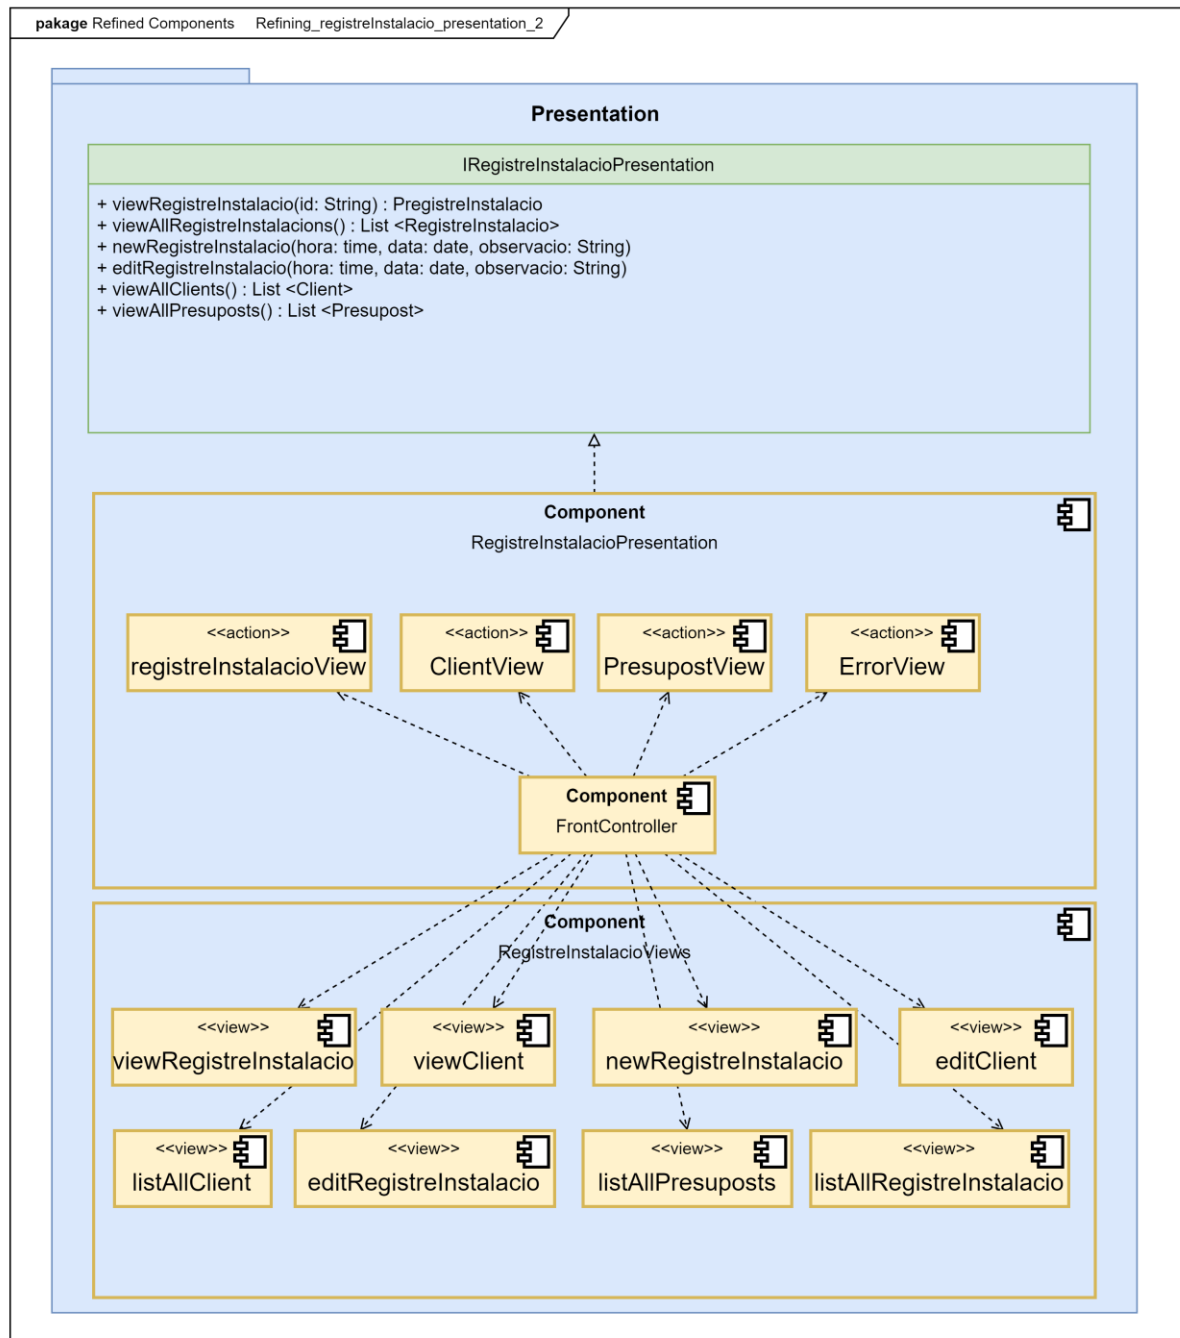 pakage Refined Components Refining_registreInstalacio_presentation_2
Presentation
IRegistreInstalacioPresentation
+ viewRegistreInstalacio(id: String) : PregistreInstalacio
+ viewAllRegistreInstalacions() : List <RegistreInstalacio>
+ newRegistreInstalacio(hora: time, data: date, observacio: String)
+ editRegistreInstalacio(hora: time, data: date, observacio: String)
+ viewAllClients() : List <Client>
+ viewAllPresuposts() : List <Presupost>
Component
RegistreInstalacioPresentation
<<action>>
registreInstalacioView
<<action>>
ClientView
<<action>>
PresupostView
<<action>>
ErrorView
Component
FrontController
Component
RegistreInstalacioViews
<<view>>
viewRegistreInstalacio
<<view>>
viewClient
<<view>>
newRegistreInstalacio
<<view>>
editClient
<<view>>
listAllClient
<<view>>
editRegistreInstalacio
<<view>>
listAllPresuposts
<<view>>
listAllRegistreInstalacio